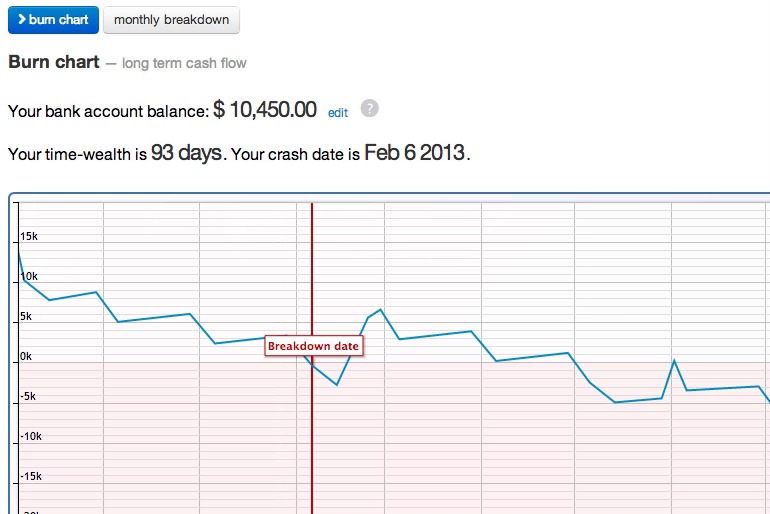 burn chart monthly breakdown
Burn chart — long term cash flow
Your bank account balance: $ 10,450.00 edit ?
Your time-wealth is 93 days. Your crash date is Feb 6 2013.
15k
10k
5k
Breakdown date
0k
-5k
-10k
-15k